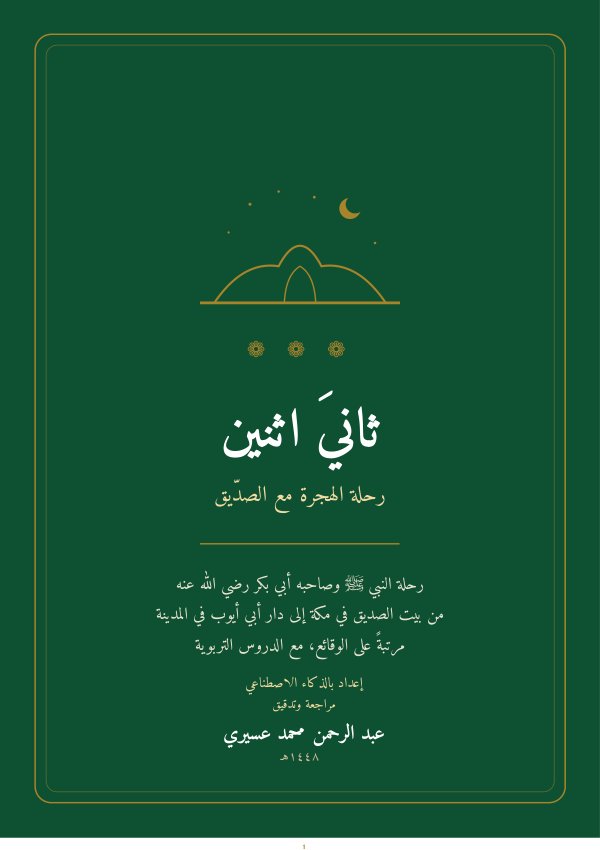 ثانيَ اثنين
رحلة الهجرة مع الصدّيق
رحلة النبي ﷺ وصاحبه أبي بكر رضي الله عنه
من بيت الصديق في مكة إلى دار أبي أيوب في المدينة
مرتبةً على الوقائع، مع الدروس التربوية
إعداد بالذكاء الاصطناعي
مراجعة وتدقيق
عبد الرحمن محمد عسيري
١٤٤٨هـ
١